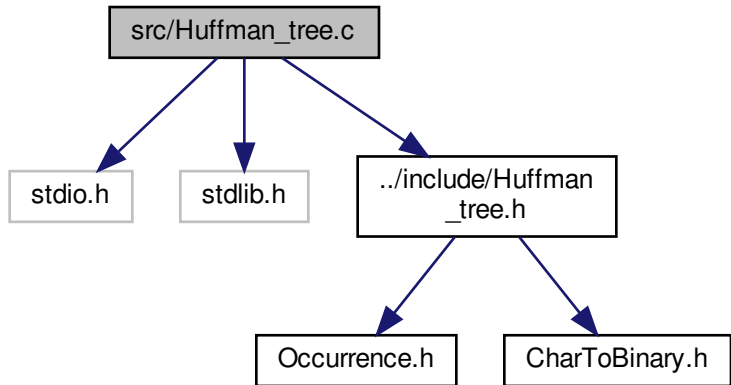 src/Huffman_tree.c
stdio.h
stdlib.h
../include/Huffman
_tree.h
Occurrence.h
CharToBinary.h